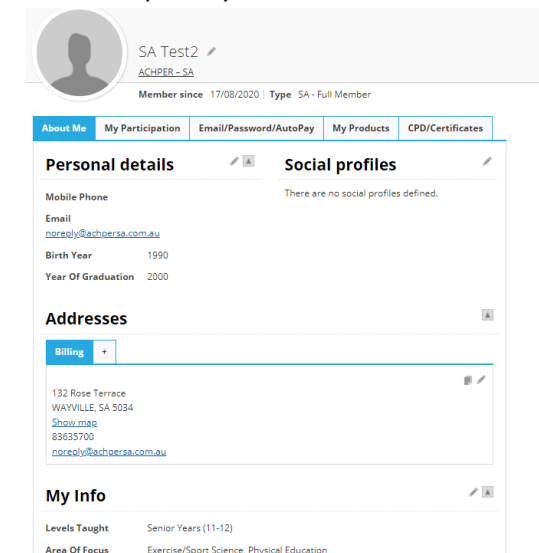 SA Test2
ACHPER – SA
Member since 17/08/2020 | Type SA - Full Member
About Me My Participation Email/Password/AutoPay My Products CPD/Certificates
Personal details
Mobile Phone
Email
noreply@achpersa.com.au
Birth Year 1990
Year Of Graduation 2000
Social profiles
There are no social profiles defined.
Addresses
Billing +
132 Rose Terrace
WAYVILLE, SA 5034
Show map
83635700
noreply@achpersa.com.au
My Info
Levels Taught Senior Years (11-12)
Area Of Focus Exercise/Sport Science, Physical Education